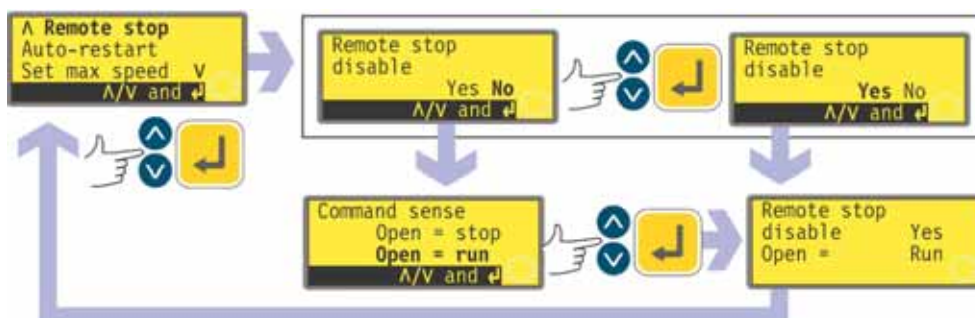 Λ Remote stop
Auto-restart
Set max speed V
Λ/V and ↲
Remote stop
disable
Yes No
Λ/V and ↲
Remote stop
disable
Yes No
Λ/V and ↲
Command sense
Open = stop
Open = run
Λ/V and ↲
Remote stop
disable Yes
Open = Run